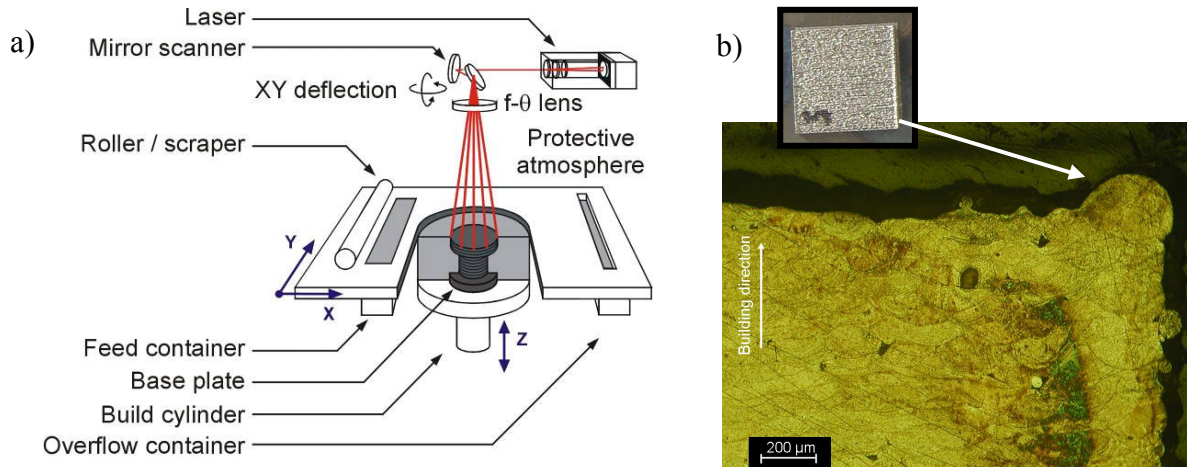 a)
Laser
Mirror scanner
XY deflection
f-θ lens
Roller / scraper
Protective
atmosphere
Y
X
Z
Feed container
Base plate
Build cylinder
Overflow container
b)
Building direction
200 µm